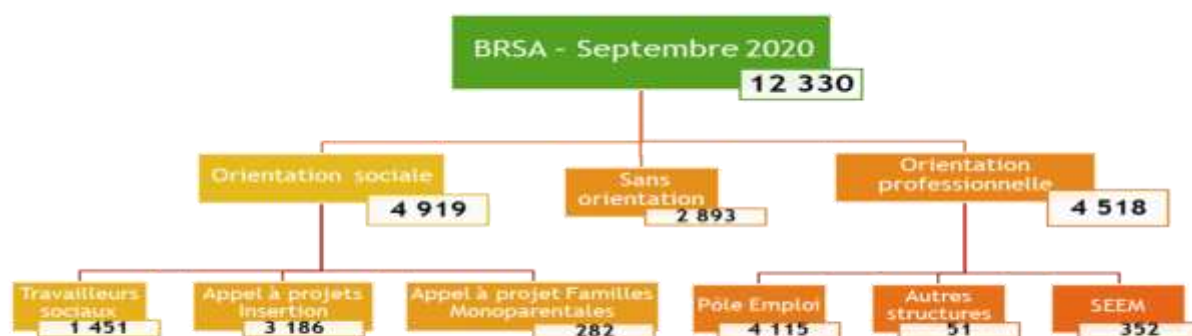 BRSA - Septembre 2020
12 330
Orientation sociale
4 919
Sans
orientation
2 893
Orientation
professionnelle
4 518
Travailleurs
sociaux
1 451
Appel à projets
Insertion
3 186
Appel à projet Familles
Monoparentales
282
Pôle Emploi
4 115
Autres
structures
51
SEEM
352